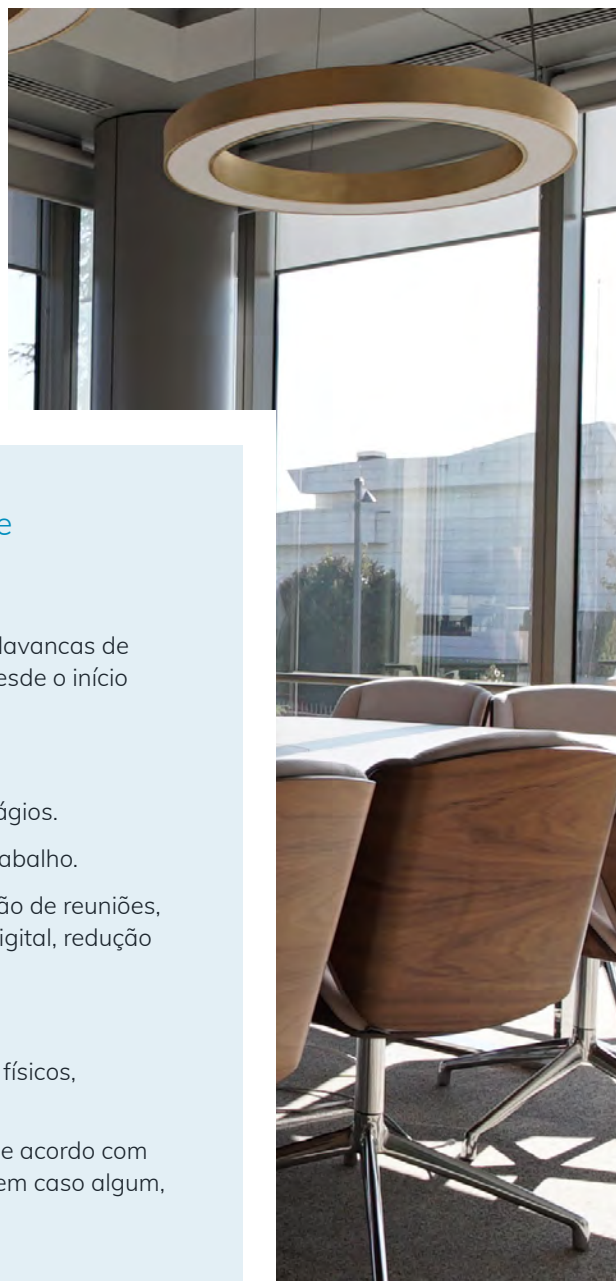 e
lavancas de
esde o início
ágios.
abalho.
ão de reuniões,
igital, redução
físicos,
e acordo com
em caso algum,